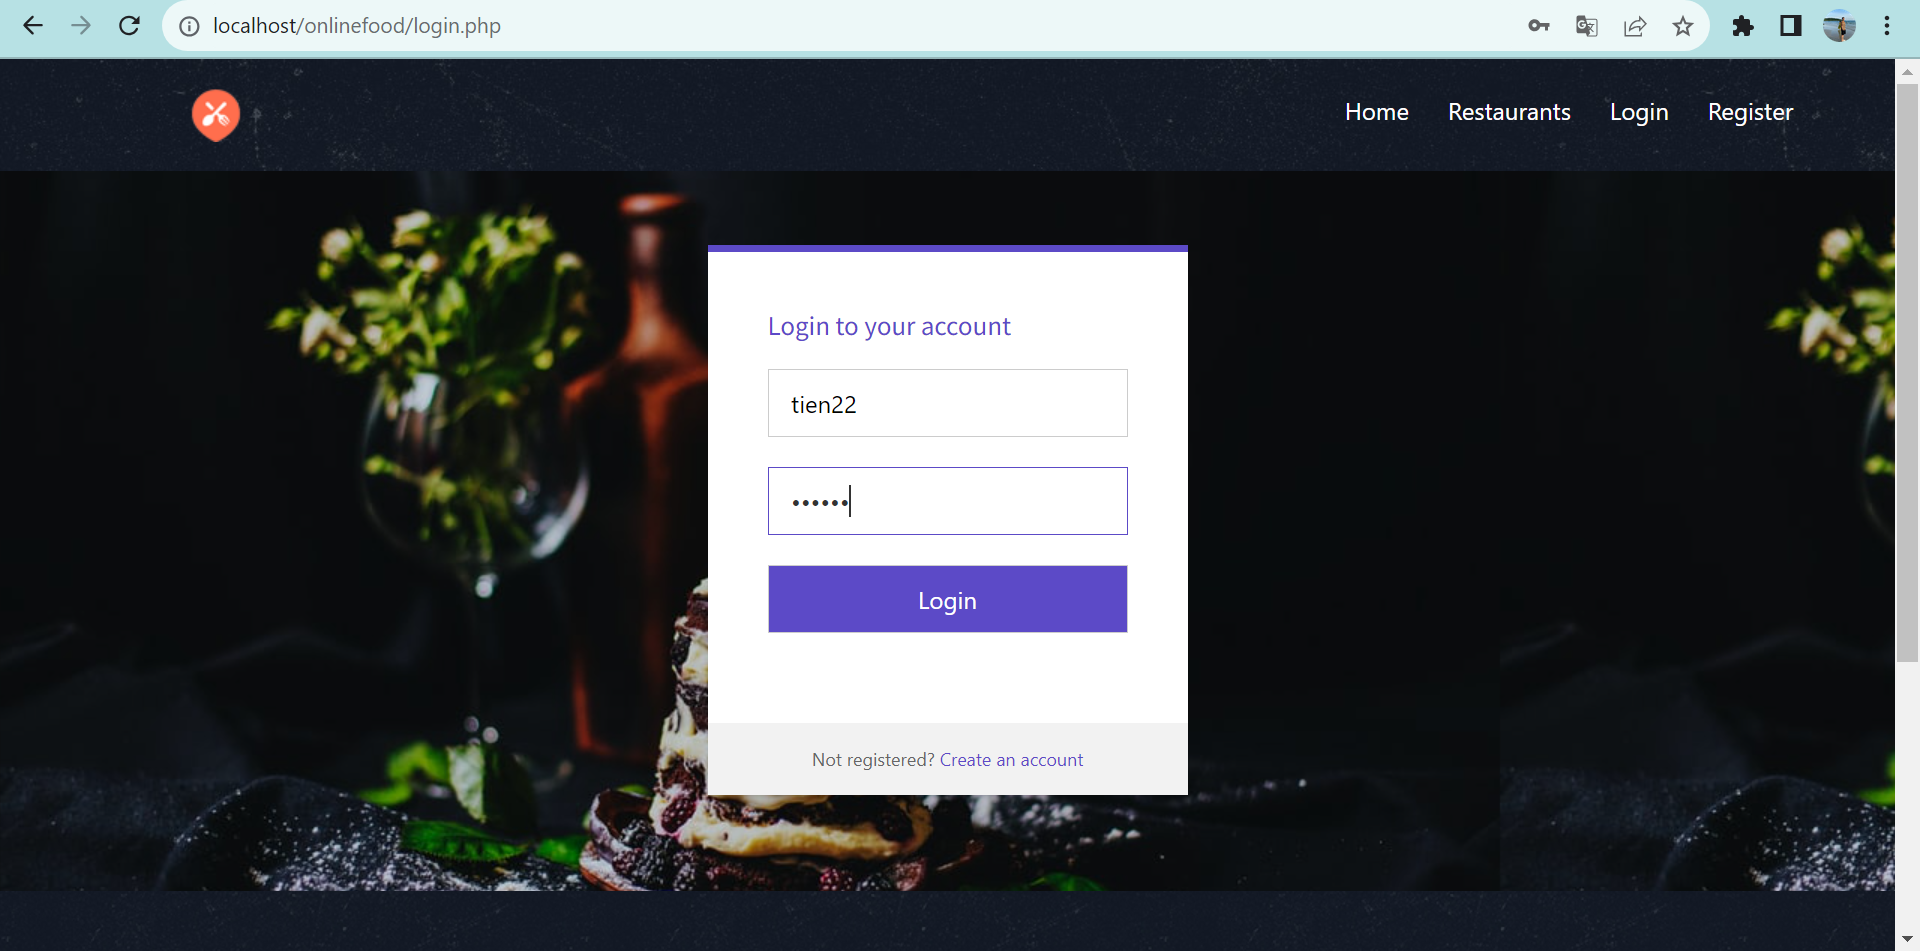 localhost/onlinefood/login.php
Home Restaurants Login Register
Login to your account
tien22
••••••
Login
Not registered? Create an account